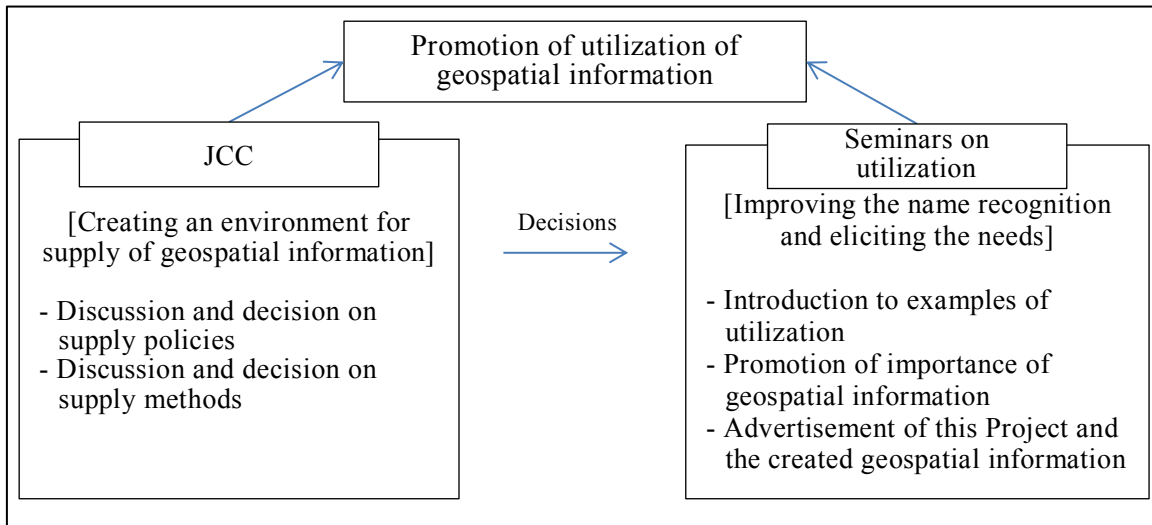 Promotion of utilization of
geospatial information
JCC
[Creating an environment for
supply of geospatial information]
- Discussion and decision on
supply policies
- Discussion and decision on
supply methods
Decisions
Seminars on
utilization
[Improving the name recognition
and eliciting the needs]
- Introduction to examples of
utilization
- Promotion of importance of
geospatial information
- Advertisement of this Project and
the created geospatial information